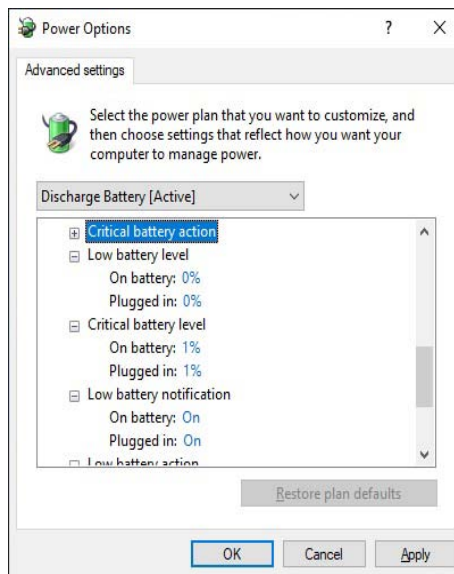 Power Options
Advanced settings
Select the power plan that you want to customize, and
then choose settings that reflect how you want your
computer to manage power.
Discharge Battery [Active]
Critical battery action
Low battery level
On battery: 0%
Plugged in: 0%
Critical battery level
On battery: 1%
Plugged in: 1%
Low battery notification
On battery: On
Plugged in: On
Low battery action
Restore plan defaults
OK
Cancel
Apply